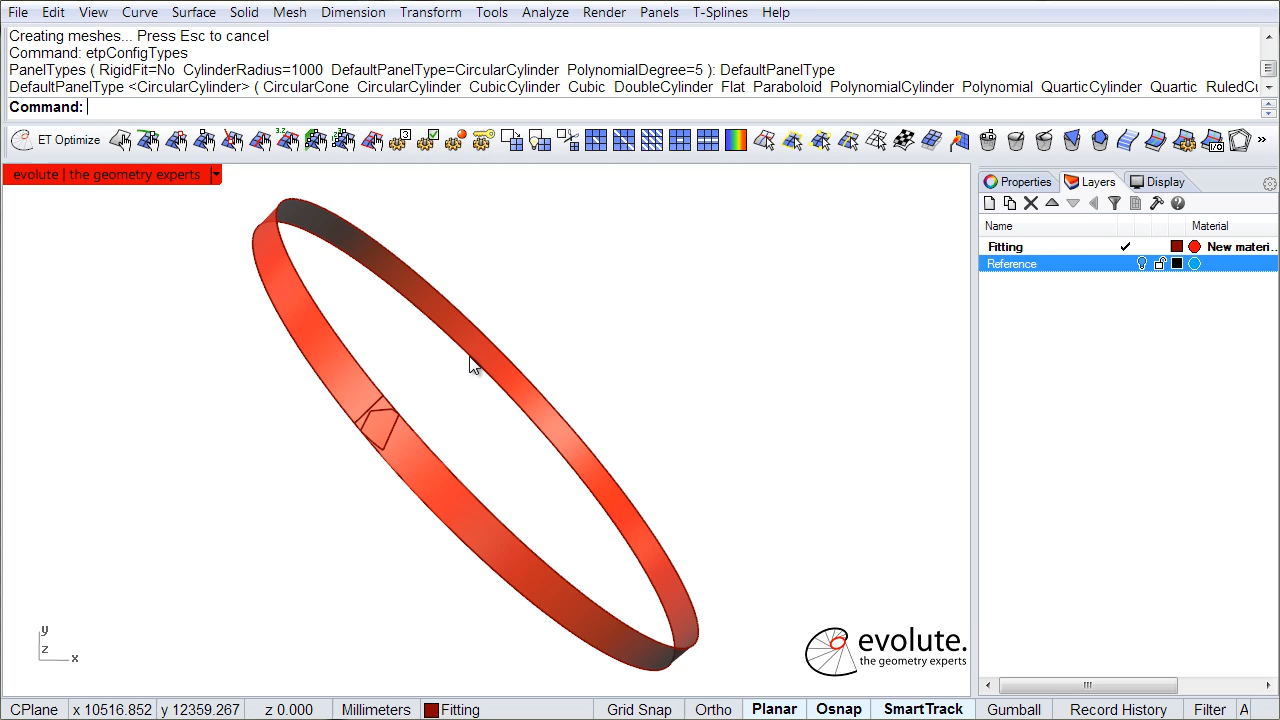 File Edit View Curve Surface Solid Mesh Dimension Transform Tools Analyze Render Panels T-Splines Help
Creating meshes... Press Esc to cancel
Command: etpConfigTypes
PanelTypes ( RigidFit=No CylinderRadius=1000 DefaultPanelType=CircularCylinder PolynomialDegree=5 ): DefaultPanelType
DefaultPanelType <CircularCylinder> ( CircularCone CircularCylinder CubicCylinder Cubic DoubleCylinder Flat Paraboloid PolynomialCylinder Polynomial QuarticCylinder Quartic RuledCu
Command:
ET Optimize
3.2
3
I/O
»
evolute | the geometry experts
Properties Layers Display
Name Material
Fitting New materi...
Reference
y
z
x
evolute.
the geometry experts
CPlane x 10516 852 y 12359 267 z 0.000 Millimeters Fitting Grid Snap Ortho Planar Osnap SmartTrack Gumball Record History Filter A